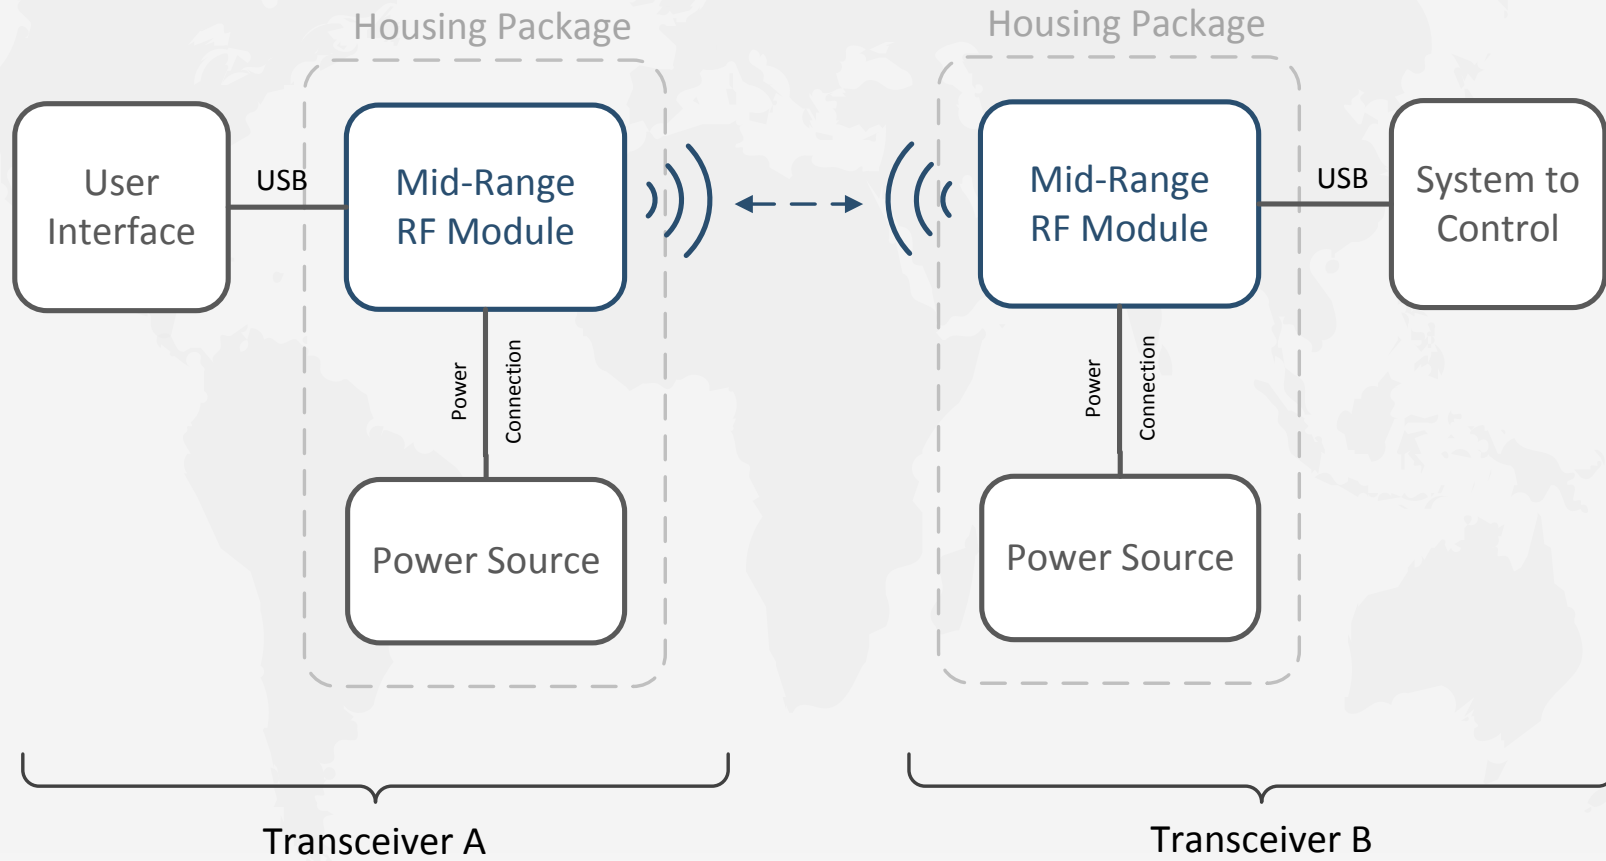 Housing Package
Housing Package
User
Interface
USB
Mid-Range
RF Module
Mid-Range
RF Module
USB
System to
Control
Power
Connection
Power
Connection
Power Source
Power Source
Transceiver A
Transceiver B